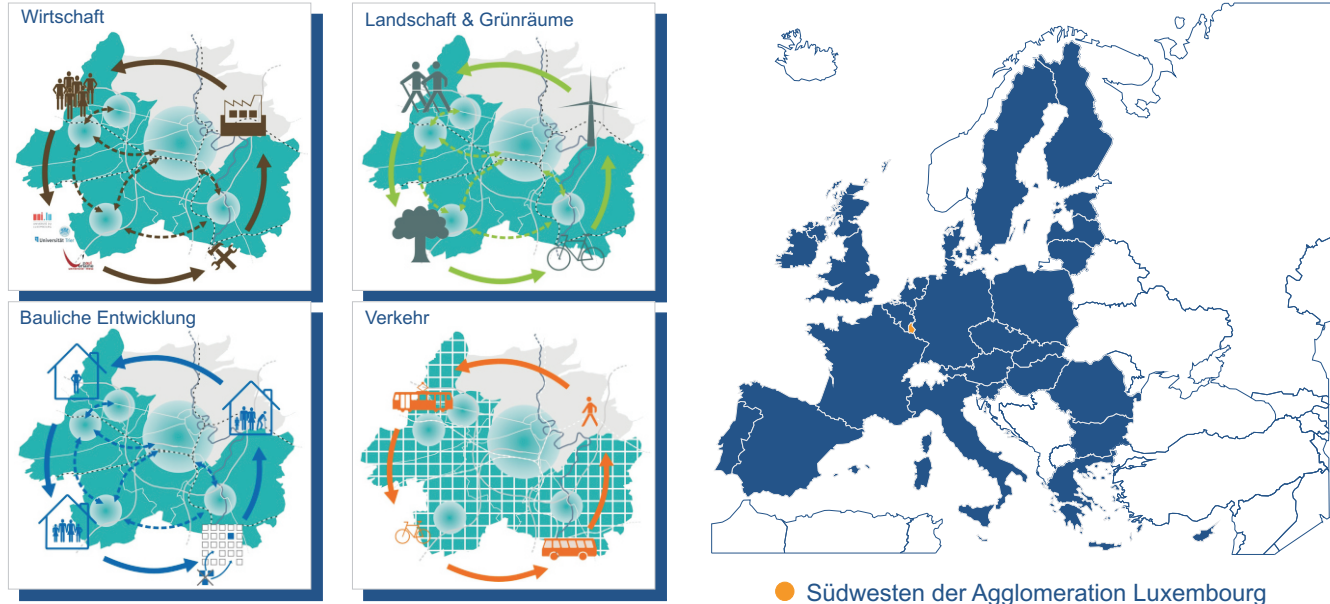 Wirtschaft
uni.lu
Universität Trier
Landschaft & Grünräume
Bauliche Entwicklung
Verkehr
Südwesten der Agglomeration Luxembourg